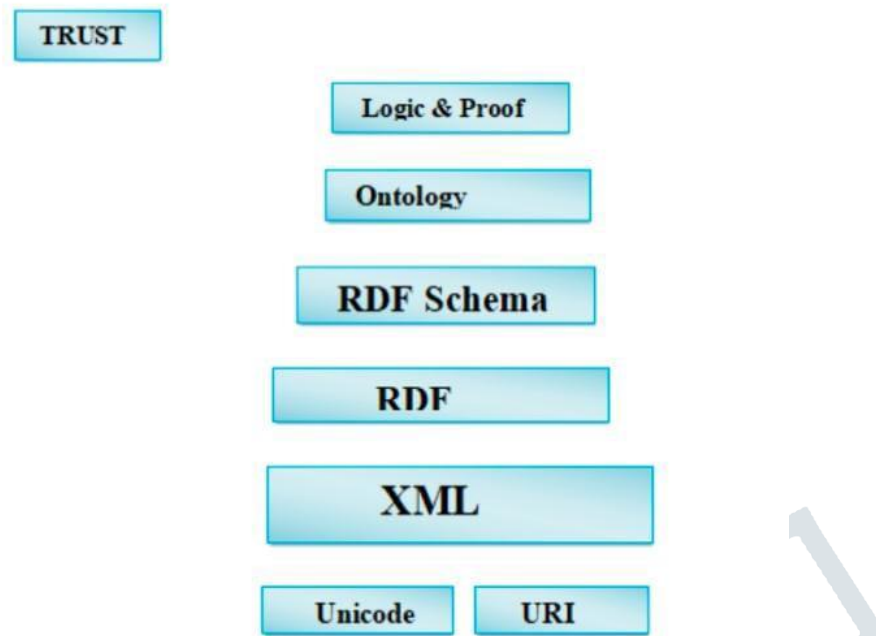 TRUST
Logic & Proof
Ontology
RDF Schema
RDF
XML
Unicode URI